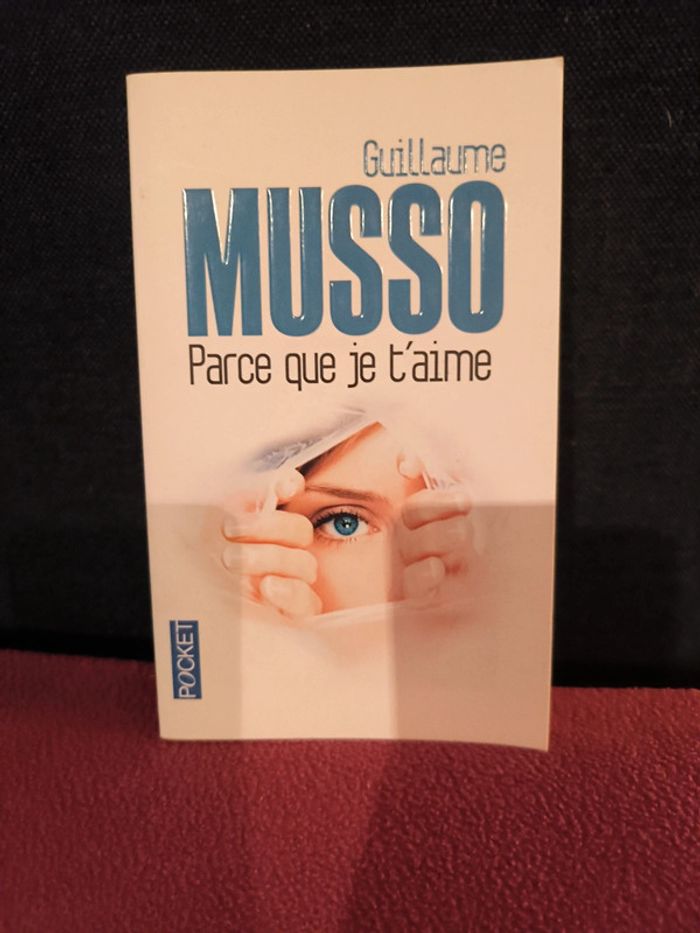 Guillaume
MUSSO
Parce que je t'aime
POCKET